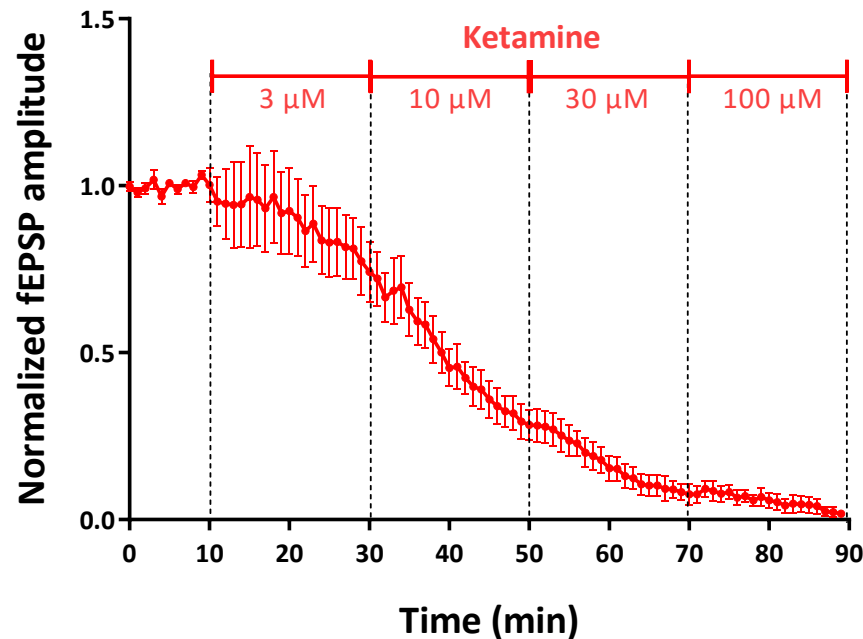 Ketamine
3 μM 10 μM 30 μM 100 μM
Normalized fEPSP amplitude
1.5
1.0
0.5
0.0
0 10 20 30 40 50 60 70 80 90
Time (min)